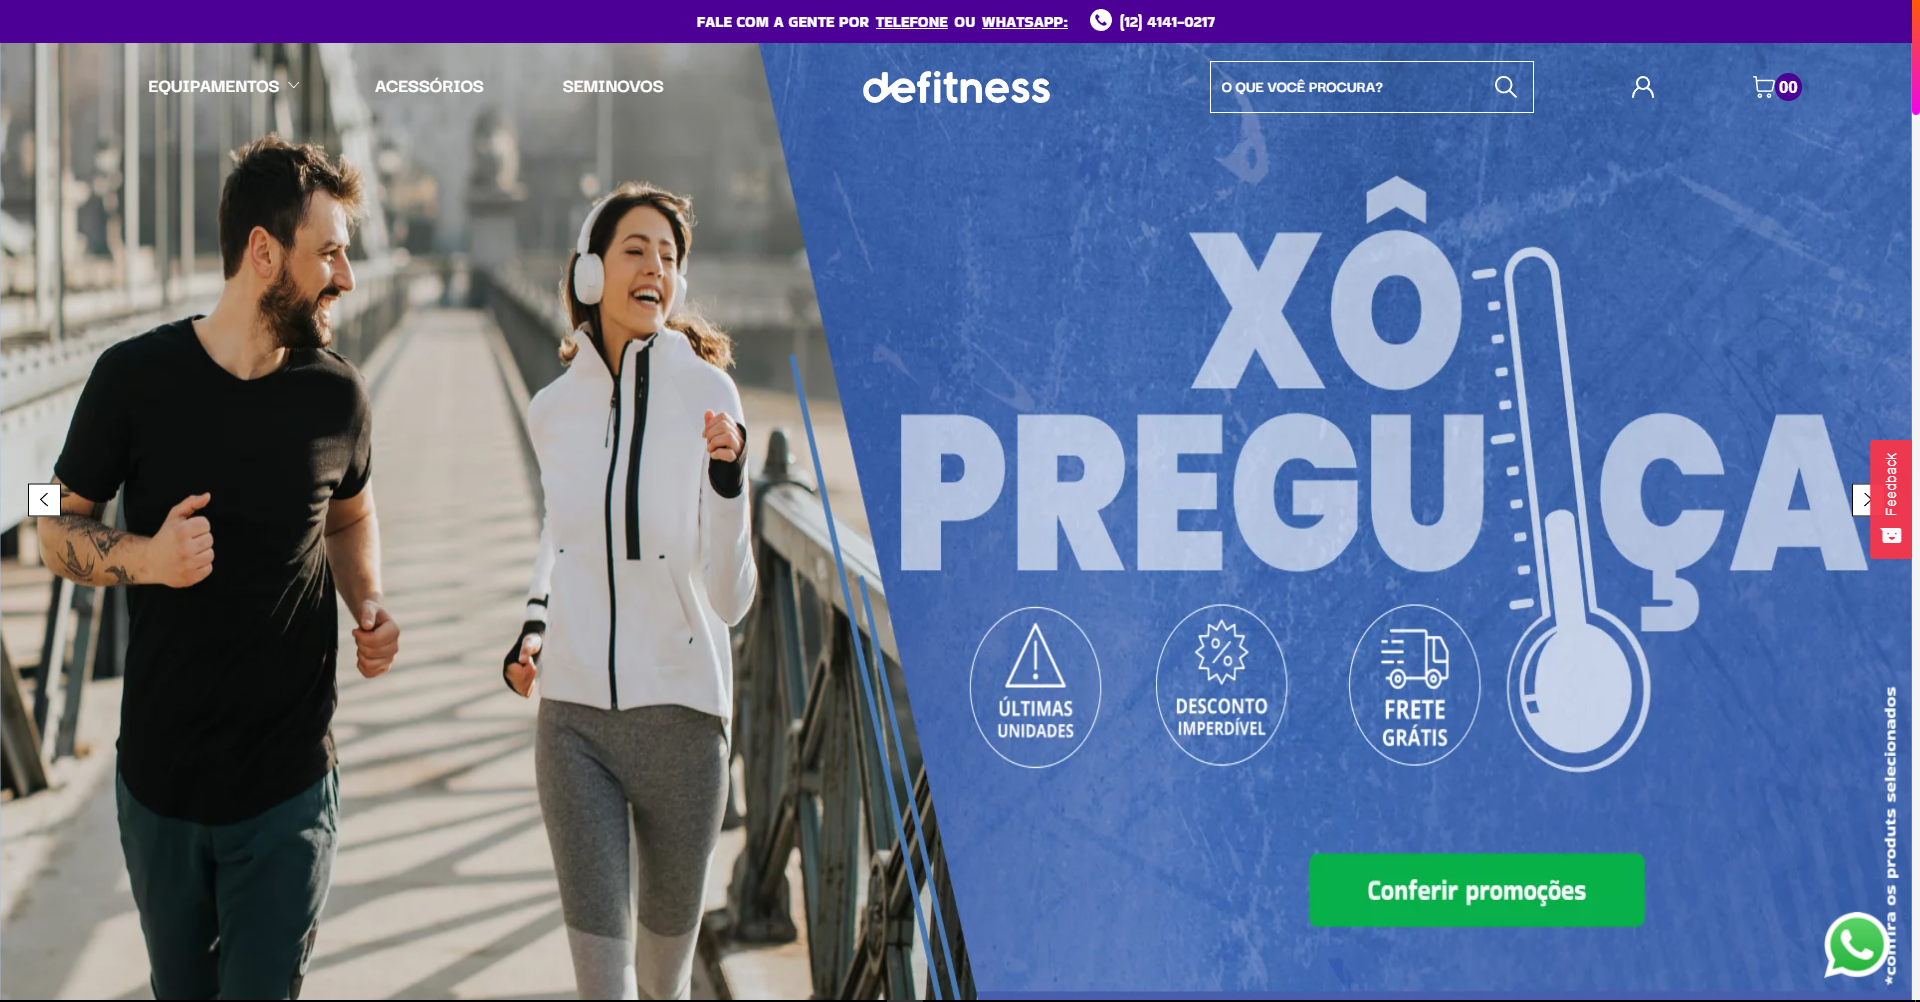 FALE COM A GENTE POR TELEFONE OU WHATSAPP: (12) 4141-0217
EQUIPAMENTOS ACESSÓRIOS SEMINOVOS defitness O QUE VOCÊ PROCURA? 00
XÔ
PREGUIÇA
Feedback
ÚLTIMAS
UNIDADES
DESCONTO
IMPERDÍVEL
FRETE
GRÁTIS
*confira os produts selecionados
Conferir promoções